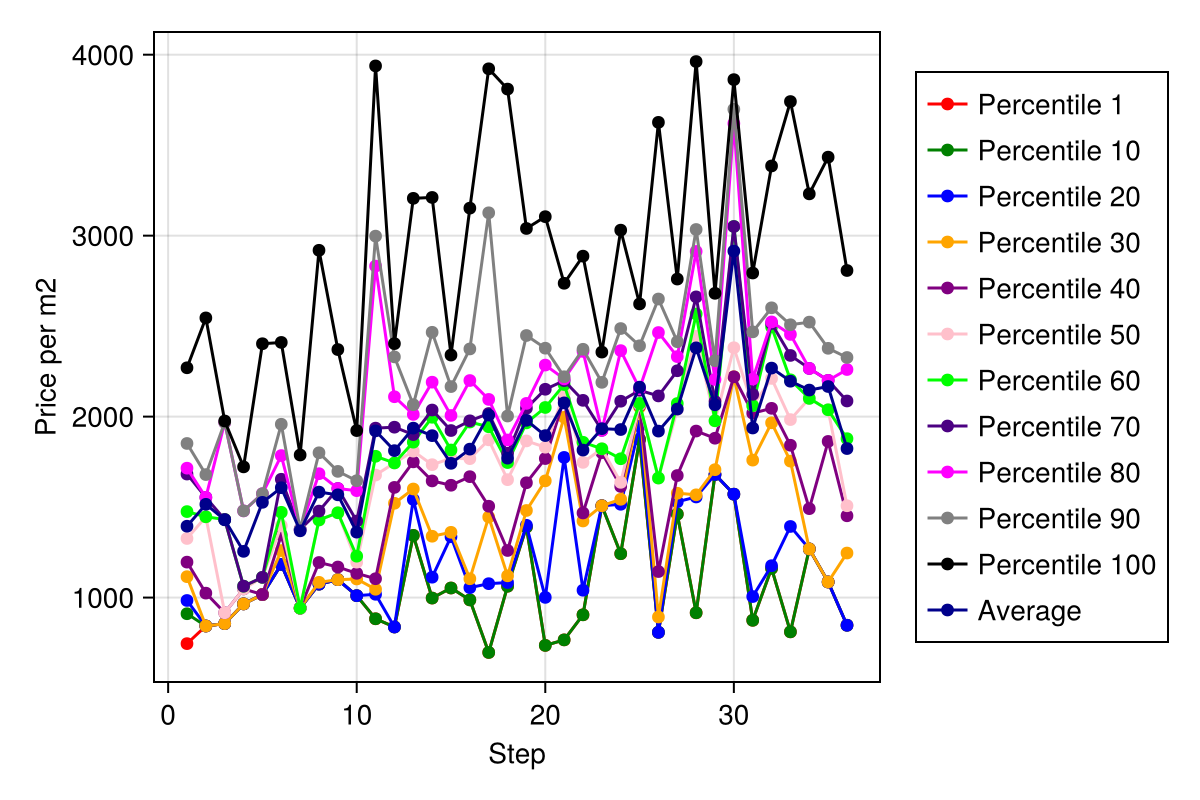 4000
3000
2000
1000
Price per m2
0
10
20
30
Step
Percentile 1
Percentile 10
Percentile 20
Percentile 30
Percentile 40
Percentile 50
Percentile 60
Percentile 70
Percentile 80
Percentile 90
Percentile 100
Average